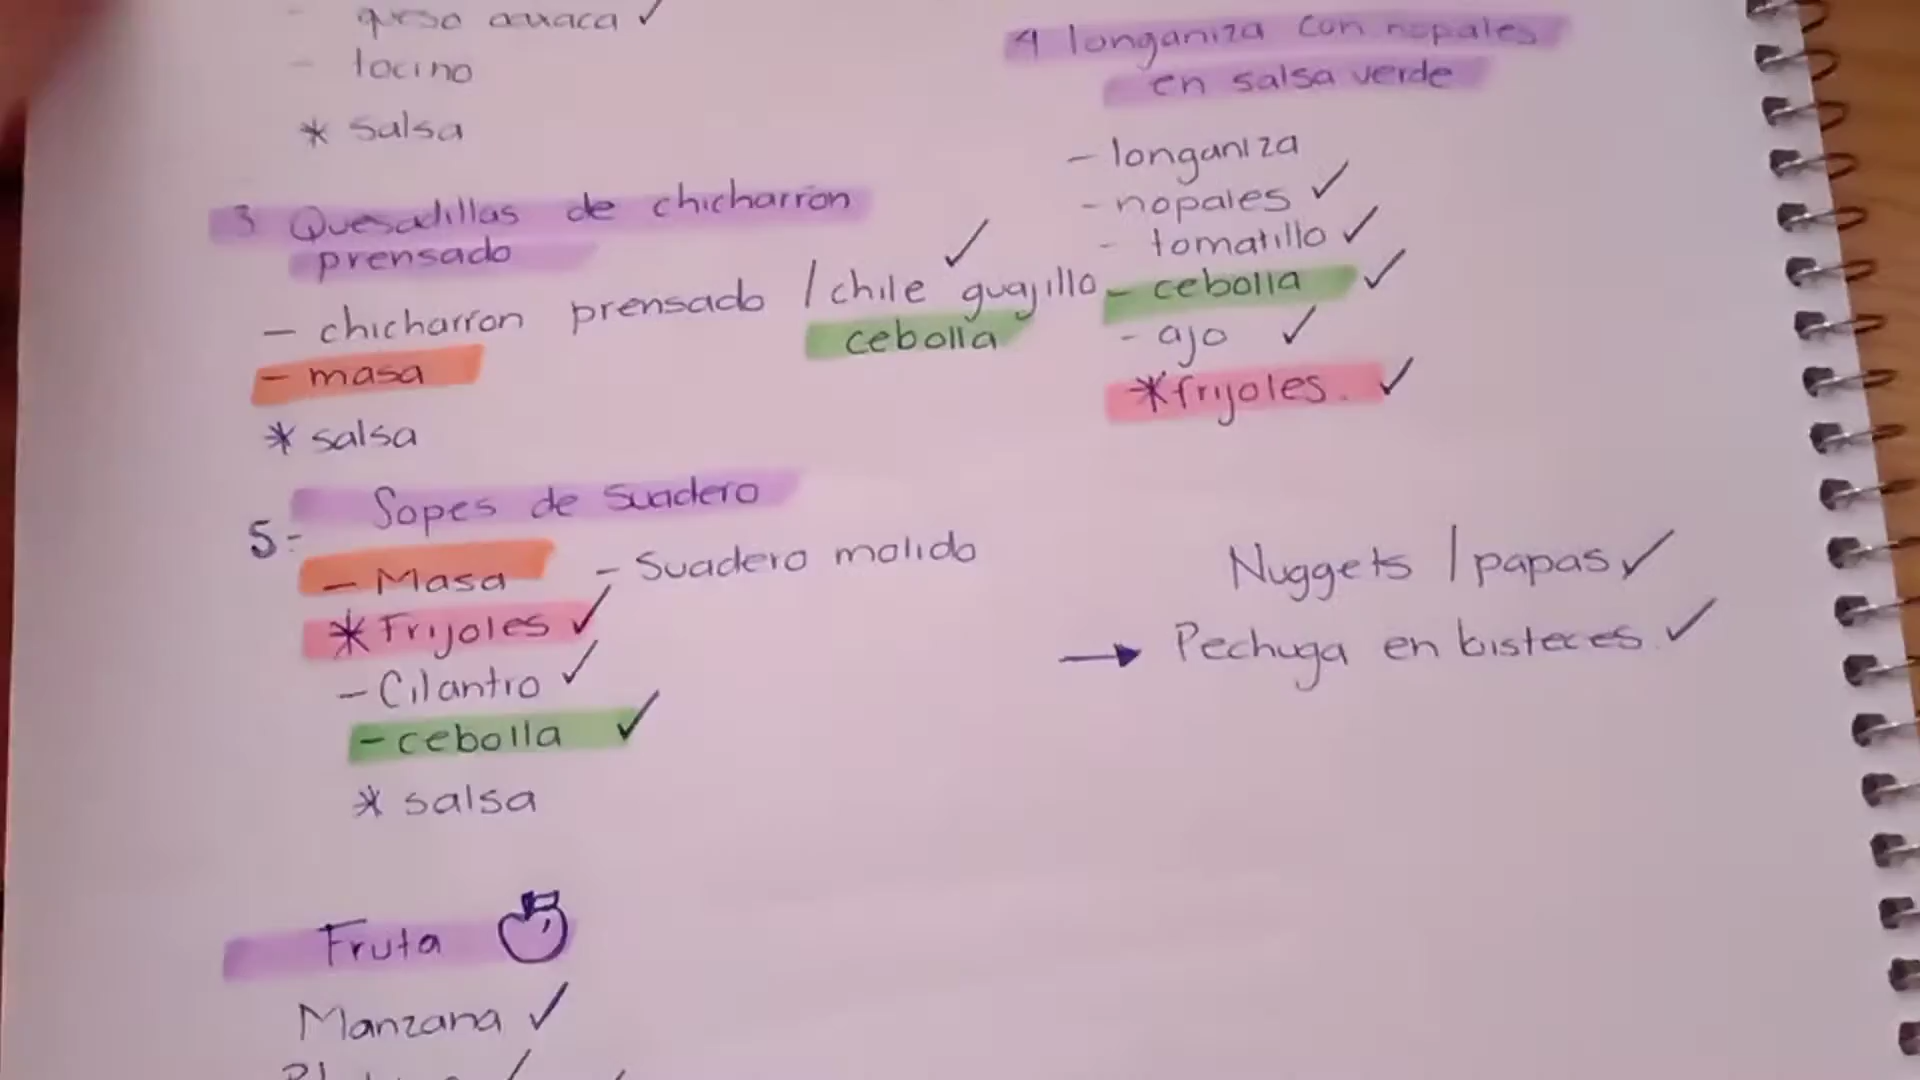 - queso oaxaca ✓
- tocino
* salsa
3 Quesadillas de chicharron
prensado
- chicharron prensado / chile guajillo ✓
cebolla
- masa
* salsa
4 longaniza con nopales
en salsa verde
- longaniza
- nopales ✓
- tomatillo ✓
- cebolla ✓
- ajo ✓
* frijoles. ✓
5- Sopes de Suadero
- Masa
- Suadero molido
* Frijoles ✓
- Cilantro ✓
- cebolla ✓
* salsa
Nuggets / papas ✓
→ Pechuga en bisteces. ✓
Fruta
Manzana ✓